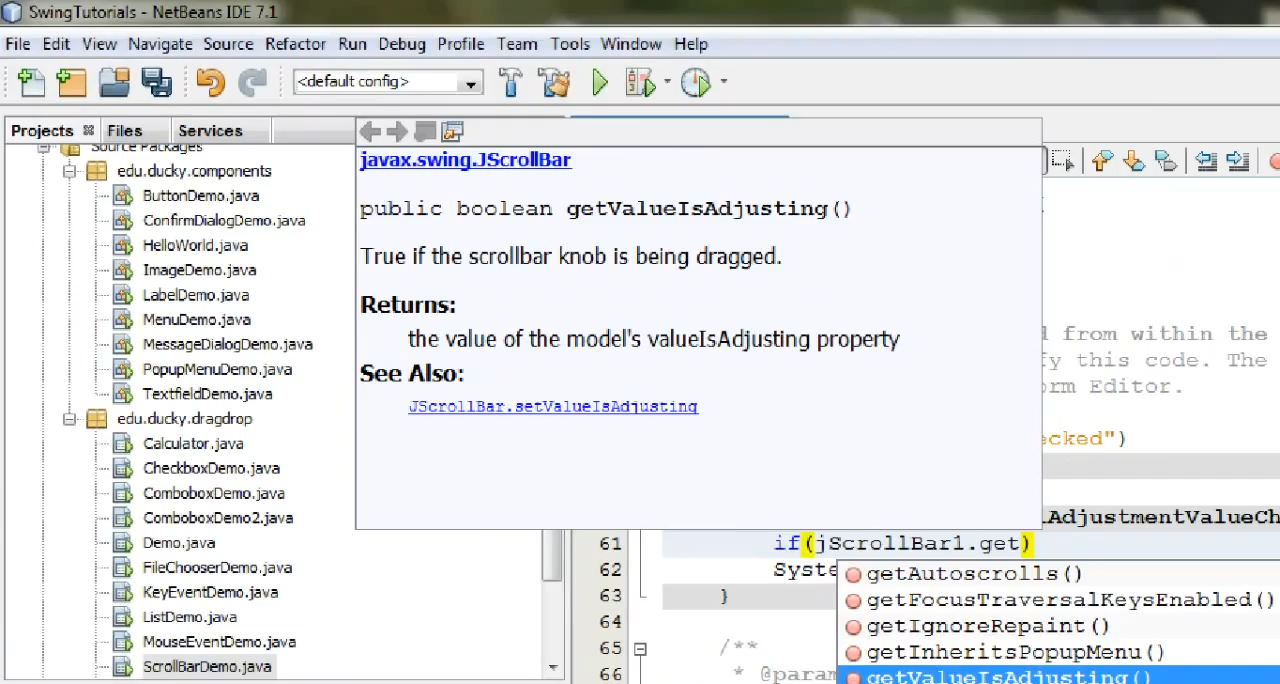 SwingTutorials - NetBeans IDE 7.1
File Edit View Navigate Source Refactor Run Debug Profile Team Tools Window Help
<default config>
Projects Files Services
Source Packages
edu.ducky.components
ButtonDemo.java
ConfirmDialogDemo.java
HelloWorld.java
ImageDemo.java
LabelDemo.java
MenuDemo.java
MessageDialogDemo.java
PopupMenuDemo.java
TextfieldDemo.java
edu.ducky.dragdrop
Calculator.java
CheckboxDemo.java
ComboboxDemo.java
ComboboxDemo2.java
Demo.java
FileChooserDemo.java
KeyEventDemo.java
ListDemo.java
MouseEventDemo.java
ScrollBarDemo.java
javax.swing.JScrollBar
public boolean getValueIsAdjusting()
True if the scrollbar knob is being dragged.
Returns:
the value of the model's valueIsAdjusting property
See Also:
JScrollBar.setValueIsAdjusting
d from within the
fy this code. The
orm Editor.
ecked")
AdjustmentValueCh
61 if(jScrollBar1.get)
62 Syste
63 }
64
65 /**
66 * @param
getAutoscrolls()
getFocusTraversalKeysEnabled()
getIgnoreRepaint()
getInheritsPopupMenu()
getValueIsAdjusting()